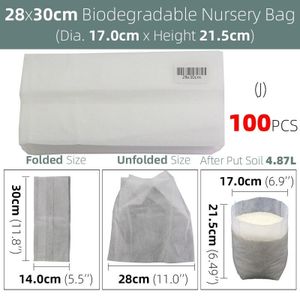 28x30cm Biodegradable Nursery Bag
(Dia. 17.0cm x Height 21.5cm)
28x30cm
(J)
100PCS
Folded Size
Unfolded Size
After Put Soil 4.87L
30cm
(11.8'')
14.0cm (5.5'')
28cm (11.0'')
17.0cm (6.9'')
21.5cm
(6.49'')